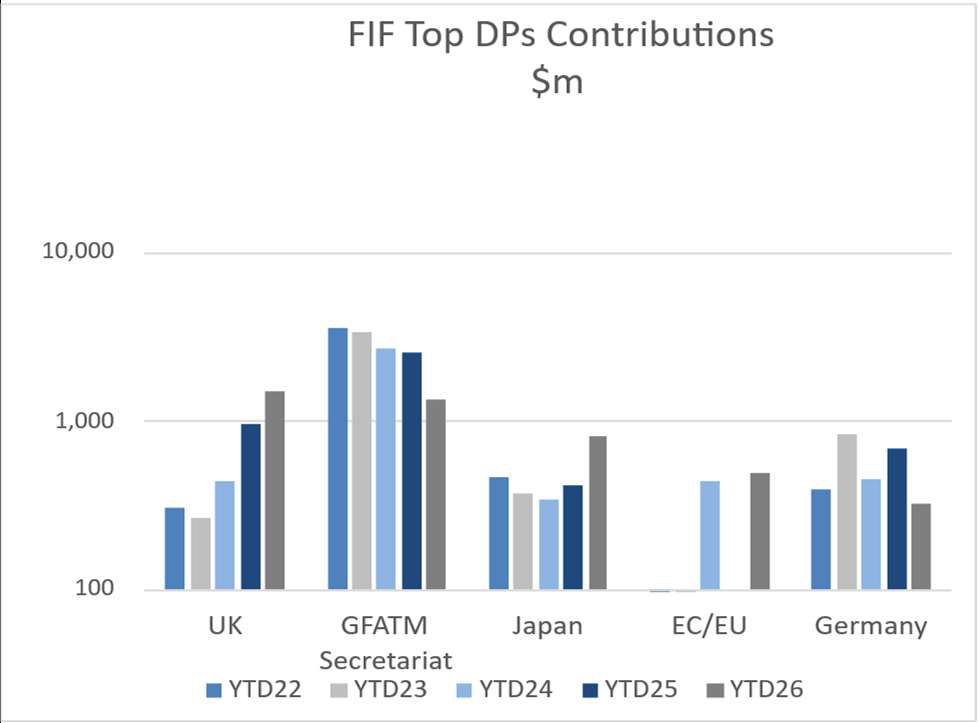 FIF Top DPs Contributions
$m
10,000
1,000
100
UK
GFATM
Secretariat
Japan
EC/EU
Germany
YTD22 YTD23 YTD24 YTD25 YTD26